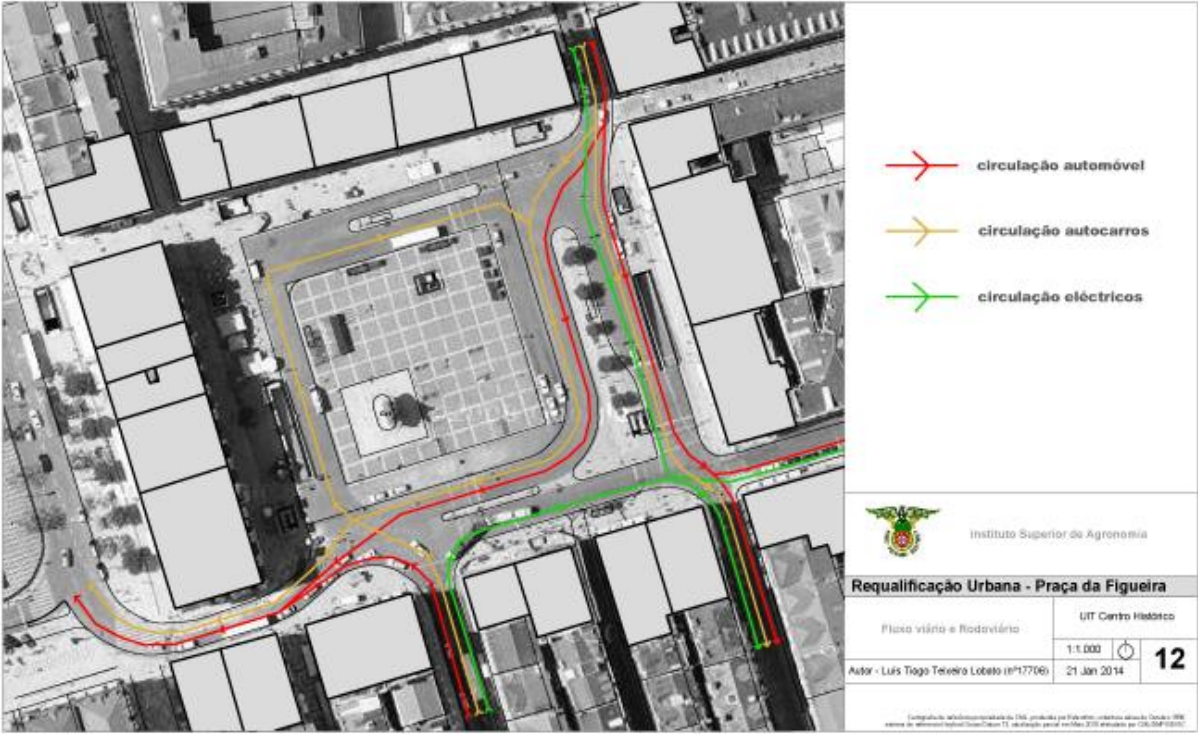 circulação automóvel
circulação autocarros
circulação eléctricos
Instituto Superior de Agronomia
Requalificação Urbana - Praça da Figueira
Fluxo viário e Rodoviário
UIT Centro Histórico
1:1.000
12
Autor - Luís Tiago Teixeira Lobato (nº17706)
21 Jan 2014